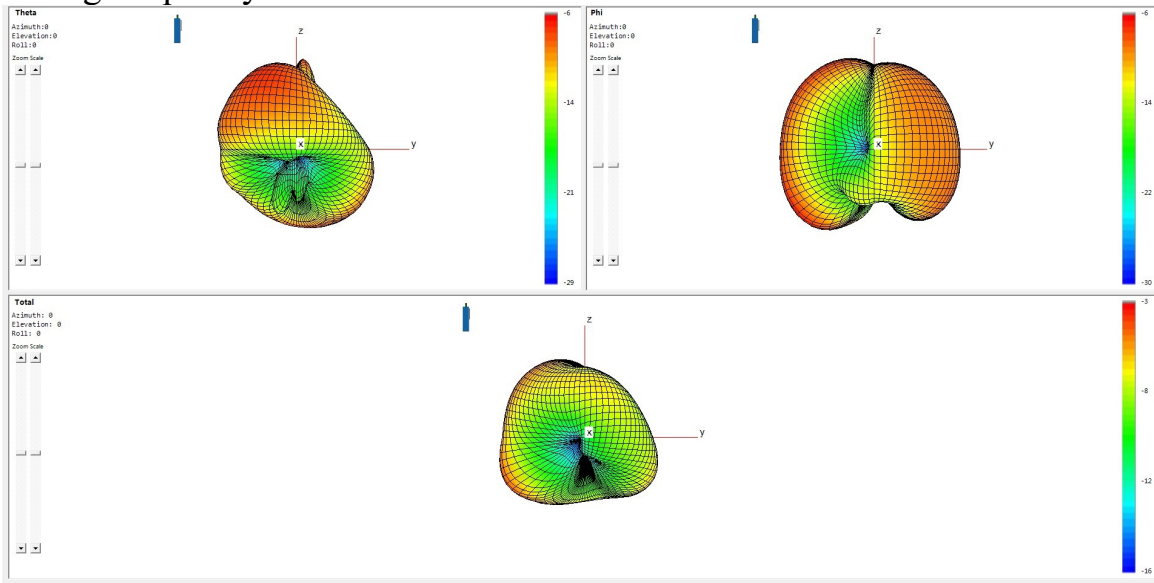 Theta
Azimuth:0
Elevation:0
Roll:0
Zoom Scale
z
x
y
-6
-14
-21
-29
Phi
Azimuth:0
Elevation:0
Roll:0
Zoom Scale
z
x
y
-6
-14
-22
-30
Total
Azimuth: 0
Elevation: 0
Roll: 0
Zoom Scale
z
x
y
-3
-8
-12
-16